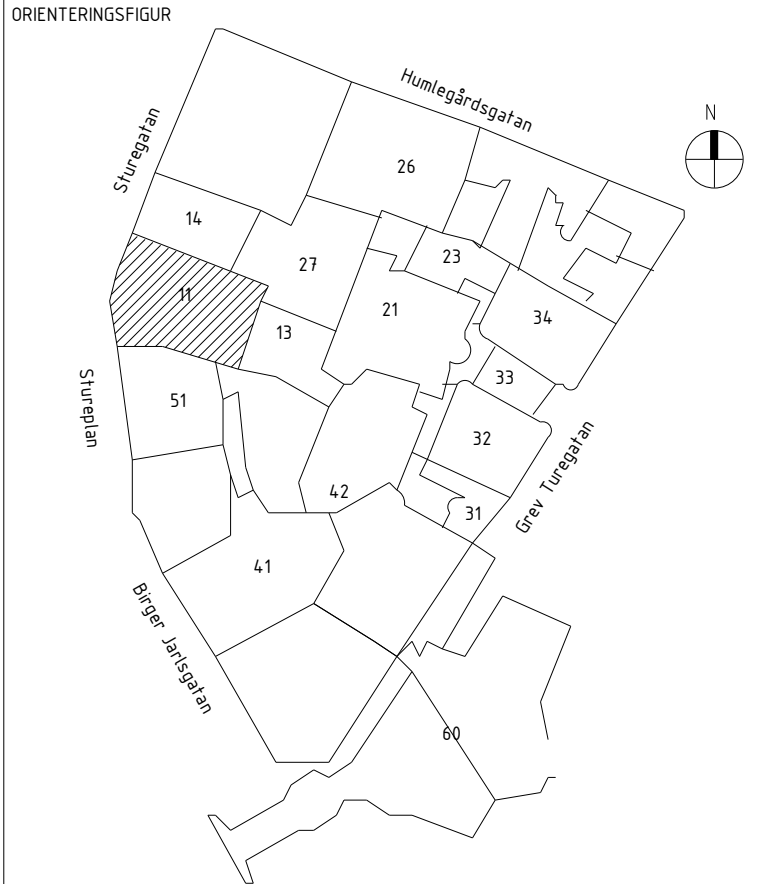 ORIENTERINGSFIGUR
Humlegårdsgatan
N
Sturegatan
26
14
23
27
11
21
34
13
33
Stureplan
51
32
42
31
Grev Turegatan
41
Birger Jarlsgatan
60